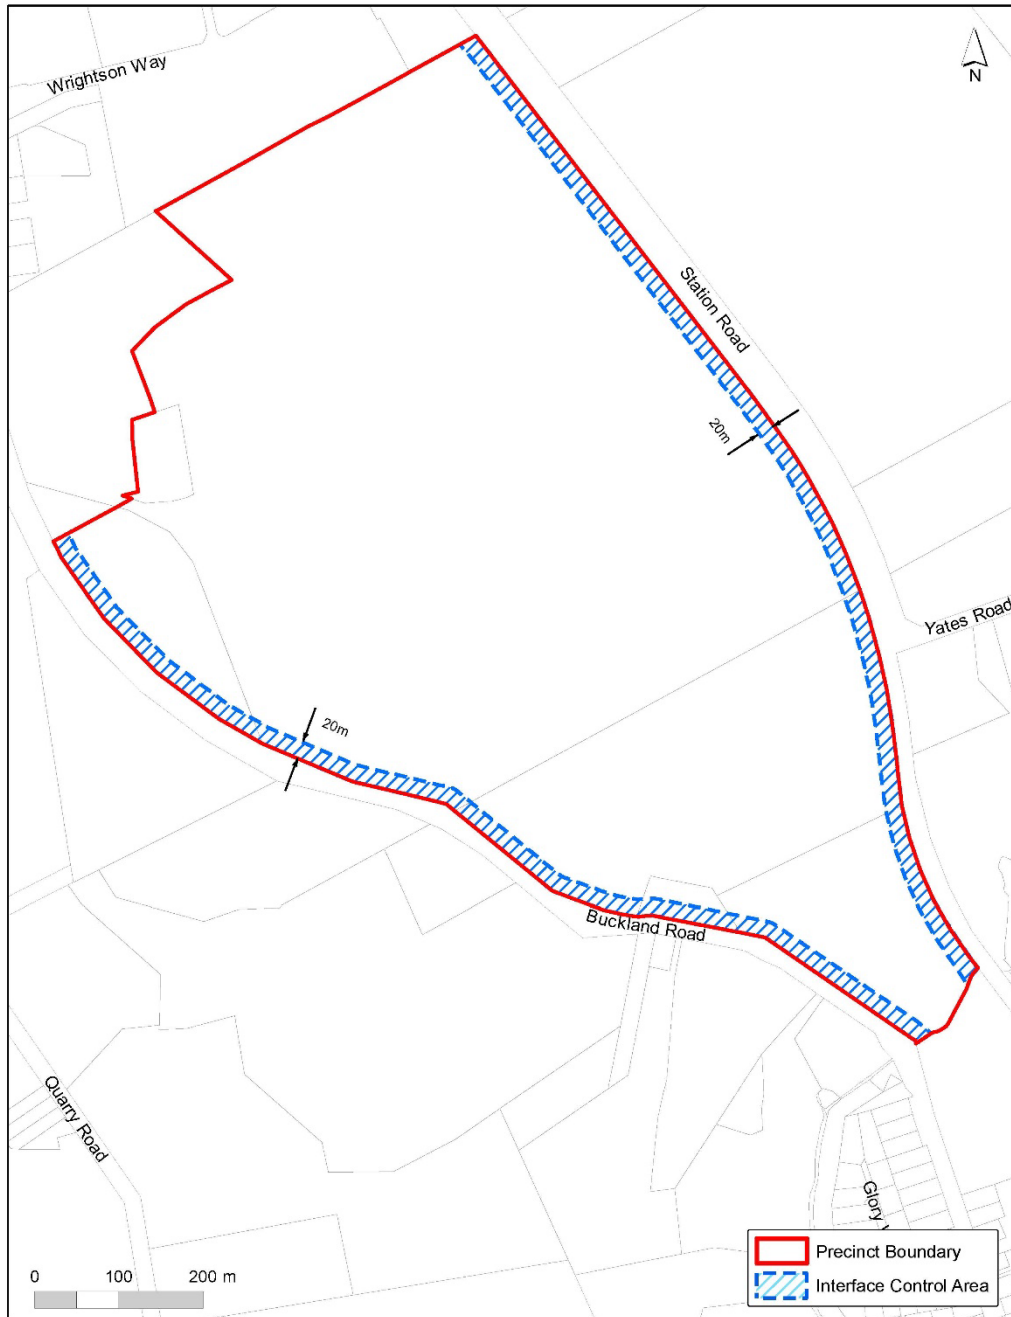 Wrightson Way
N
Station Road
20m
Yates Road
20m
Buckland Road
Quarry Road
Glory
Precinct Boundary
Interface Control Area
0 100 200 m